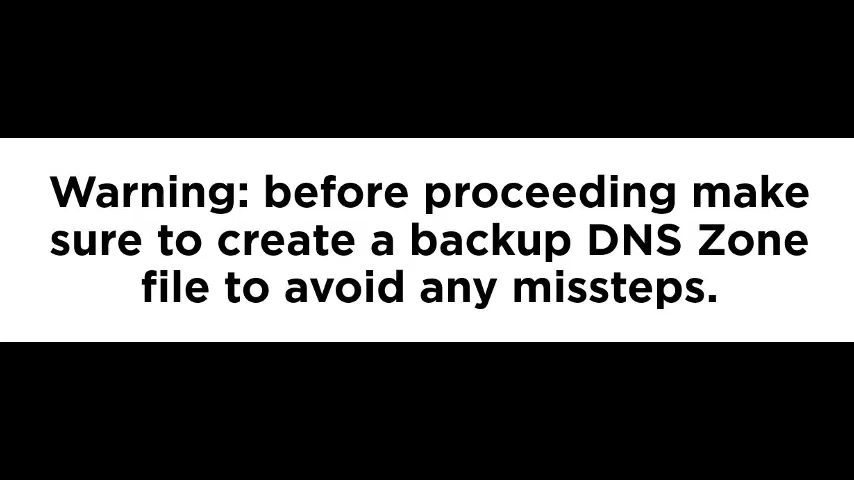 Warning: before proceeding make
sure to create a backup DNS Zone
file to avoid any missteps.